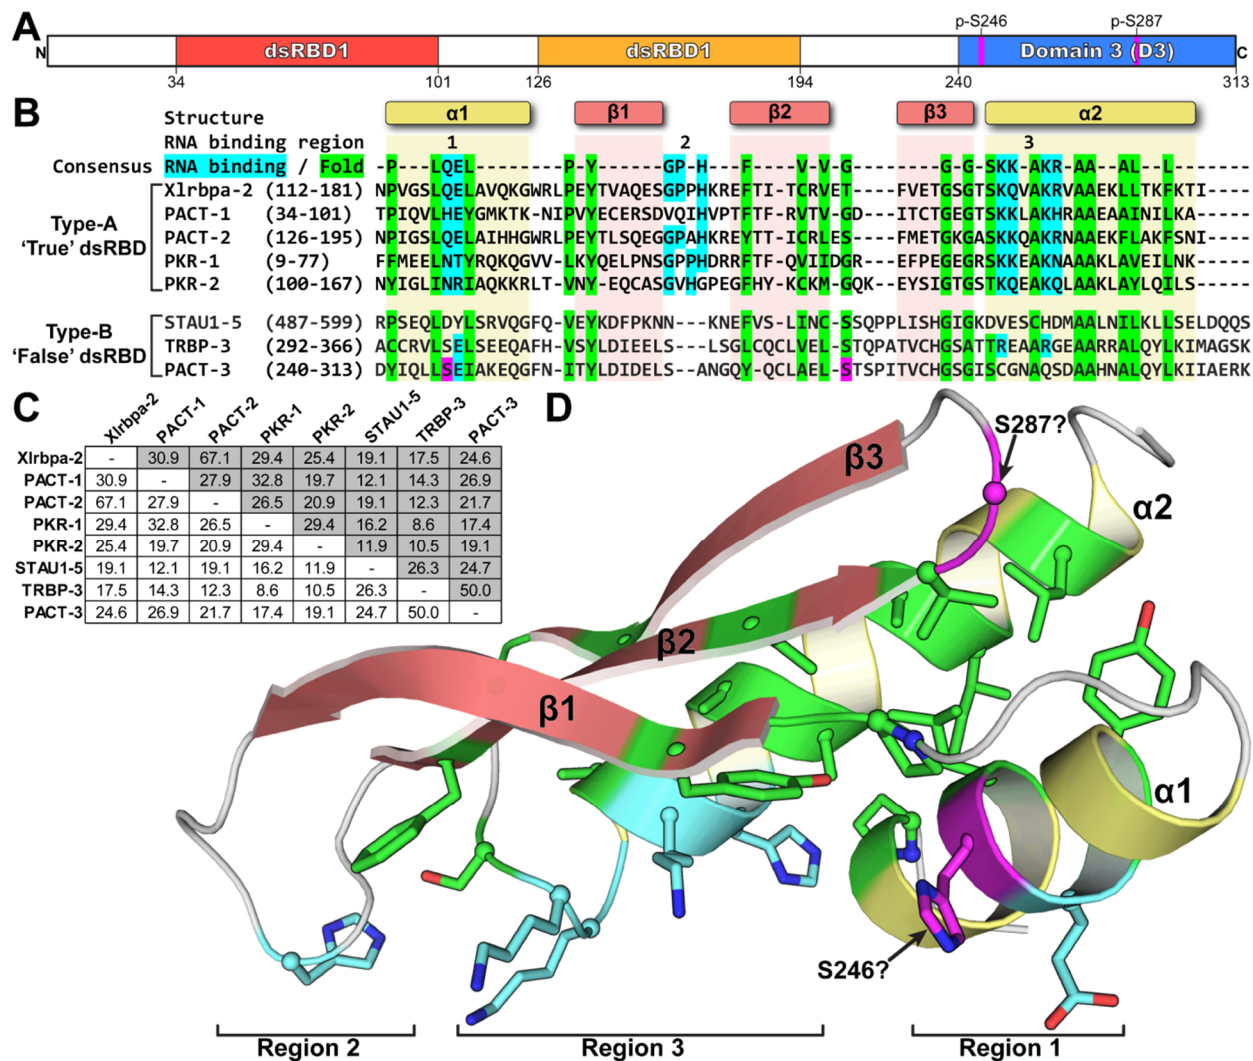 A
p-S246 p-S287
N dsRBD1 dsRBD1 Domain 3 (D3) C
34 101 126 194 240 313
B
Structure α1 β1 β2 β3 α2
RNA binding region 1 2 3
Consensus RNA binding / Fold P---LQEL--------P-Y------GP-H---F----V-V-G--------G-G-SKK-AKR-AA-AL--L----
Type-A
'True' dsRBD
Xlrbpa-2 (112-181) NPVGSLQELAVQKGWRLPEYTVAQESGPPHKREFTI-TCRVET----FVETGSGTSKQVAKRVAAEKLLTKFKTI----
PACT-1 (34-101) TPIQVLHEYGMKTK-NIPVYECERSDVQIHVPTFTF-RVTV-GD---ITCTGEGTSKKLAKHRAAEAAINILKA-----
PACT-2 (126-195) NPIGSLQELAIHHGWRLPEYTLSQEGGPAHKREYTT-ICRLES----FMETGKGASKKQAKRNAAEKFLAKFSNI----
PKR-1 (9-77) FFMEELNTYRQKQGVV-LKYQELPNSGPPHDRRFTF-QVIIDGR---EFPEGEGRSKKEAKNAAAKLAVEILNK-----
PKR-2 (100-167) NYIGLINRIAQKKRLT-VNYEQCASGVHGPEGFHY-KCKM-GQK---EYSIGTGSTKQEAKQLAAKLAYLQILS-----
Type-B
'False' dsRBD
STAU1-5 (487-599) RPSEQLDYLSRVQGFQ-VEYKDFPKNN---KNEFVS-LINC-SSQPPLISHGIGKDVESCHDMAALNILKLLSELDQQS
TRBP-3 (292-366) ACCRVLSELSEEQAFH-VSYLDIEELS---LSGLCQCLVEL-STQPATVCHGSATTREAARGEAARRALQYLKIMAGSK
PACT-3 (240-313) DYIQLLSEIAKEQGFN-ITYLDIDELS---ANGQY-QCLAEL-STSPITVCHGSGISCGNAQSDAAHNALQYLKIIAERK
C
Xlrbpa-2 PACT-1 PACT-2 PKR-1 PKR-2 STAU1-5 TRBP-3 PACT-3
Xlrbpa-2 - 30.9 67.1 29.4 25.4 19.1 17.5 24.6
PACT-1 30.9 - 27.9 32.8 19.7 12.1 14.3 26.9
PACT-2 67.1 27.9 - 26.5 20.9 19.1 12.3 21.7
PKR-1 29.4 32.8 26.5 - 29.4 16.2 8.6 17.4
PKR-2 25.4 19.7 20.9 29.4 - 11.9 10.5 19.1
STAU1-5 19.1 12.1 19.1 16.2 11.9 - 26.3 24.7
TRBP-3 17.5 14.3 12.3 8.6 10.5 26.3 - 50.0
PACT-3 24.6 26.9 21.7 17.4 19.1 24.7 50.0 -
D
S287?
β3
α2
β2
β1
α1
S246?
Region 2 Region 3 Region 1